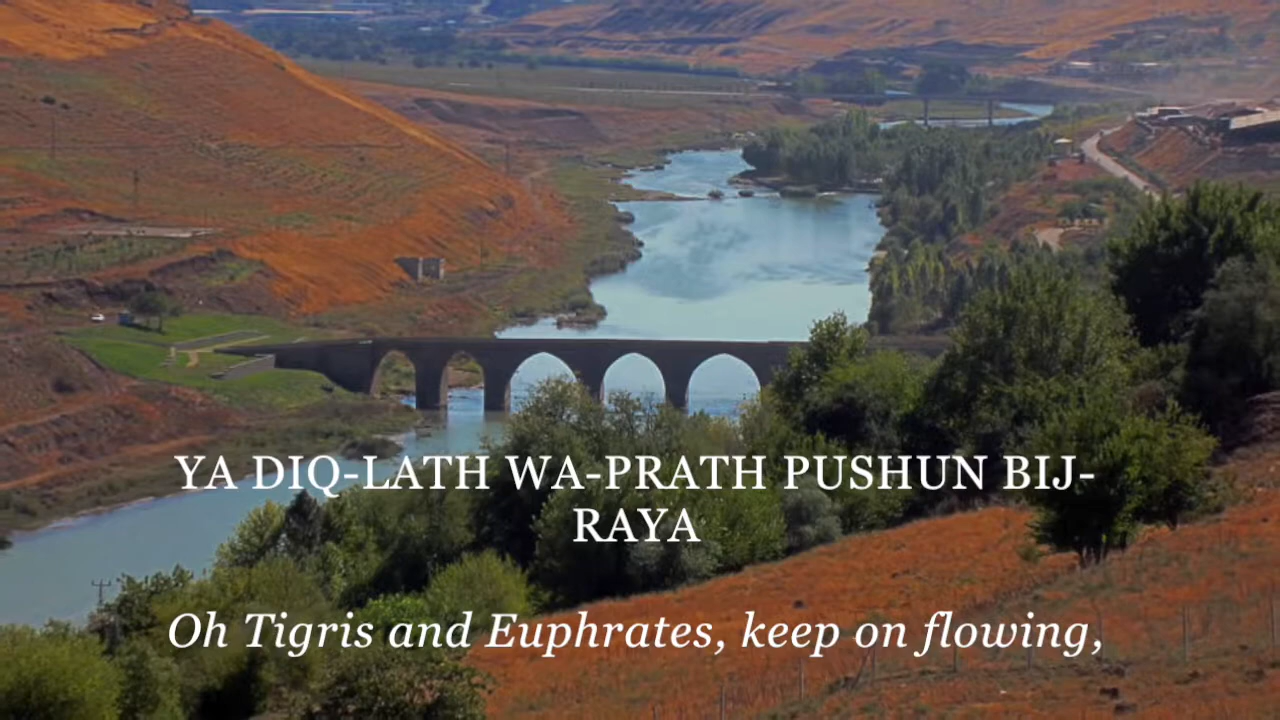 YA DIQ-LATH WA-PRATH PUSHUN BIJ-
RAYA
Oh Tigris and Euphrates, keep on flowing,